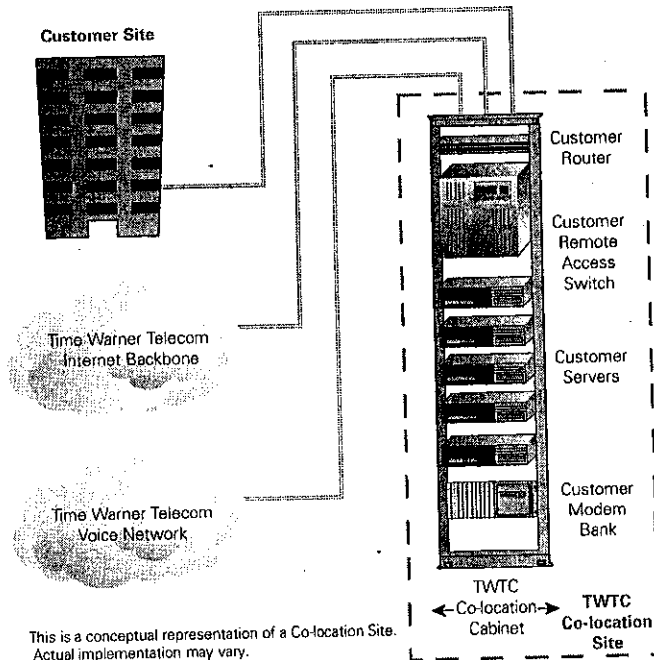 Customer Site
Customer
Router
Customer
Remote
Access
Switch
Time Warner Telecom
Internet Backbone
Customer
Servers
Time Warner Telecom
Voice Network
Customer
Modem
Bank
TWTC
Co-location
Cabinet
TWTC
Co-location
Site
This is a conceptual representation of a Co-location Site.
Actual implementation may vary.